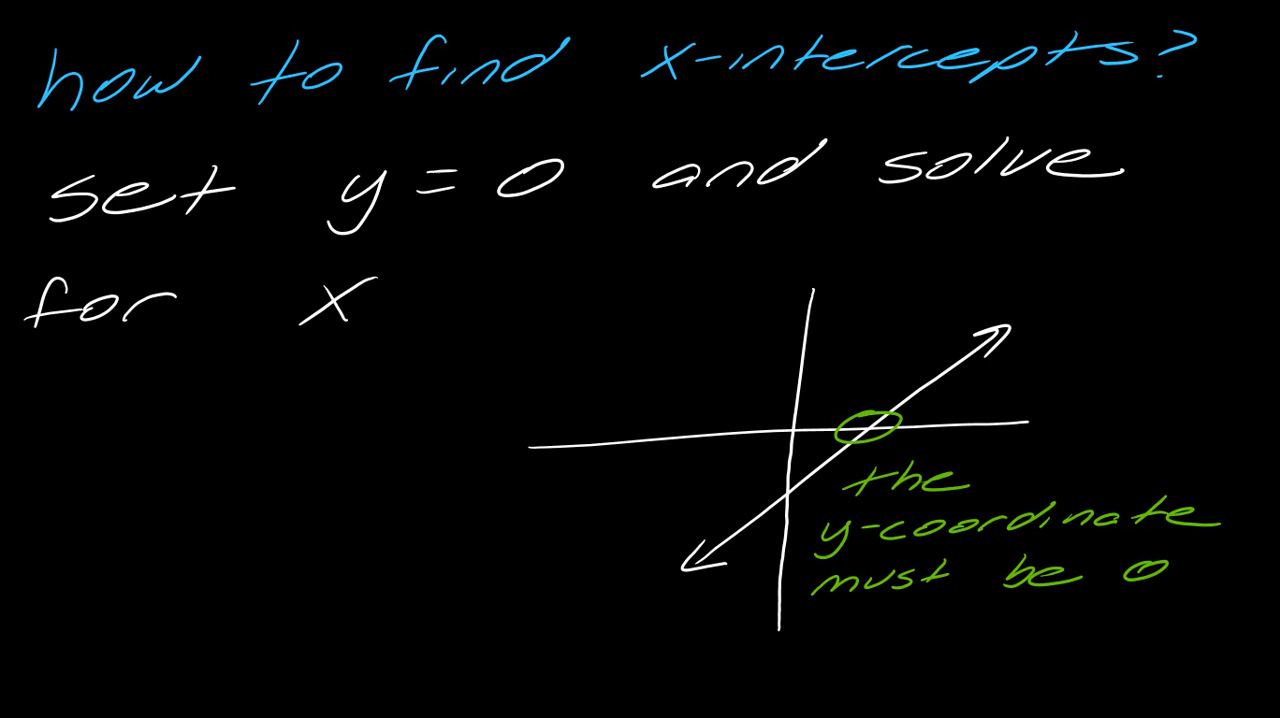 how to find x-intercepts?
set y = 0 and solve
for x
the
y-coordinate
must be 0